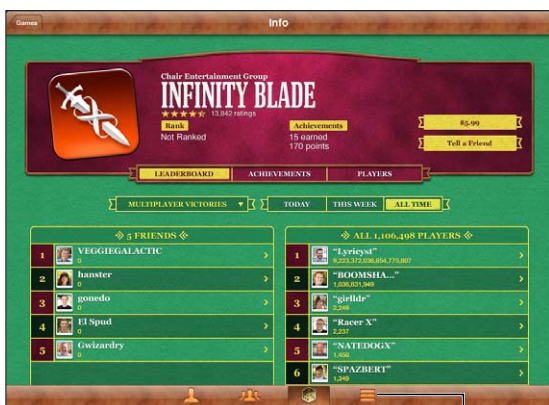 Games
Info
Chair Entertainment Group
INFINITY BLADE
13,842 ratings
Rank
Not Ranked
Achievements
15 earned
170 points
$5.99
Tell a Friend
LEADERBOARD
ACHIEVEMENTS
PLAYERS
MULTIPLAYER VICTORIES
TODAY
THIS WEEK
ALL TIME
5 FRIENDS
1 VEGGIEGALACTIC
0
2 hanster
0
3 gonedo
0
4 El Spud
0
5 Gwizardry
0
ALL 1,106,498 PLAYERS
1 "Lyricyst"
9,223,372,036,854,775,807
2 "BOOMSHA..."
1,036,831,949
3 "girlldr"
2,249
4 "Racer X"
2,237
5 "NATEDOGX"
1,450
6 "SPAZBERT"
1,349